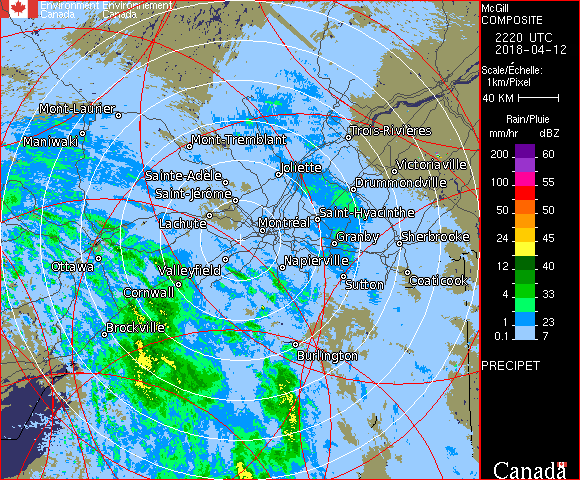 Environment Environnement
Canada Canada
McGill
COMPOSITE
2220 UTC
2018-04-12
Scale/Échelle:
1km/Pixel
40 KM
Rain/Pluie
mm/hr dBZ
200 60
100 55
50 50
24 45
12 40
4 33
1 23
0.1 7
PRECIPET
Canada
Mont-Laurier
Maniwaki
Mont-Tremblant
Trois-Rivières
Joliette
Victoriaville
Sainte-Adèle
Drummondville
Saint-Jérôme
Saint-Hyacinthe
Lachute
Montréal
Granby
Sherbrooke
Ottawa
Valleyfield
Napierville
Sutton
Coaticook
Cornwall
Brockville
Burlington